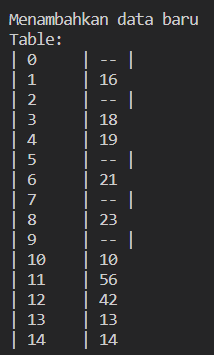 Menambahkan data baru
Table:
| 0 | -- |
| 1 | 16
| 2 | -- |
| 3 | 18
| 4 | 19
| 5 | -- |
| 6 | 21
| 7 | -- |
| 8 | 23
| 9 | -- |
| 10 | 10
| 11 | 56
| 12 | 42
| 13 | 13
| 14 | 14